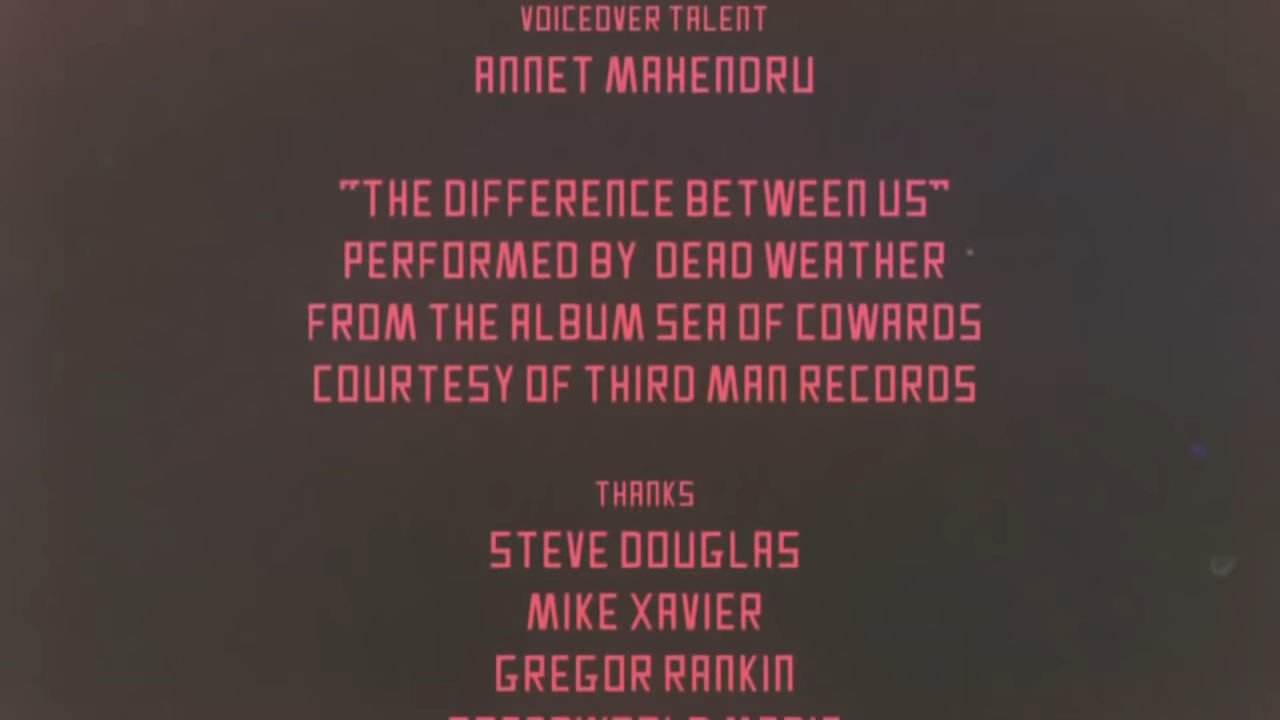 VOICEOVER TALENT
ANNET MAHENDRU
"THE DIFFERENCE BETWEEN US"
PERFORMED BY DEAD WEATHER
FROM THE ALBUM SEA OF COWARDS
COURTESY OF THIRD MAN RECORDS
THANKS
STEVE DOUGLAS
MIKE XAVIER
GREGOR RANKIN